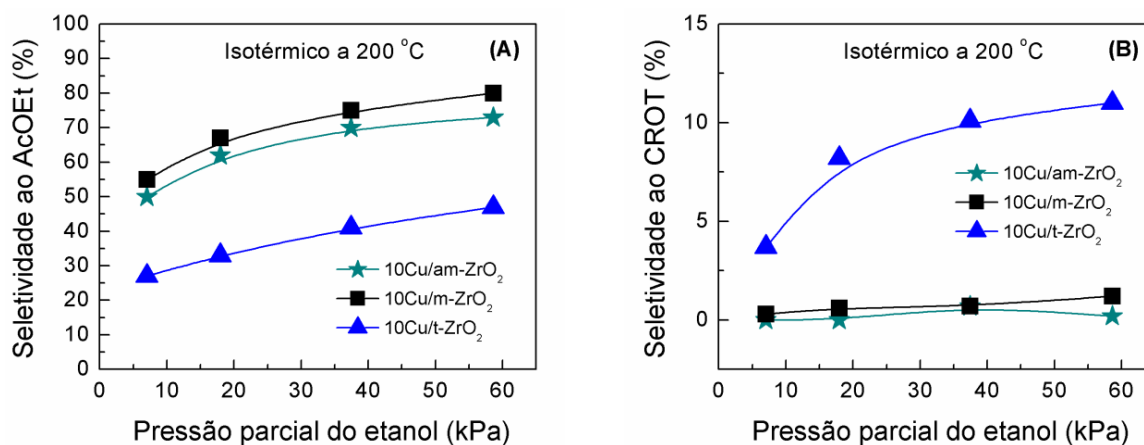 Isotérmico a 200 °C (A)
Seletividade ao AcOEt (%)
100
90
80
70
60
50
40
30
20
10
0
10Cu/am-ZrO₂
10Cu/m-ZrO₂
10Cu/t-ZrO₂
0 10 20 30 40 50 60
Pressão parcial do etanol (kPa)
Isotérmico a 200 °C (B)
Seletividade ao CROT (%)
15
10
5
0
10Cu/am-ZrO₂
10Cu/m-ZrO₂
10Cu/t-ZrO₂
0 10 20 30 40 50 60
Pressão parcial do etanol (kPa)